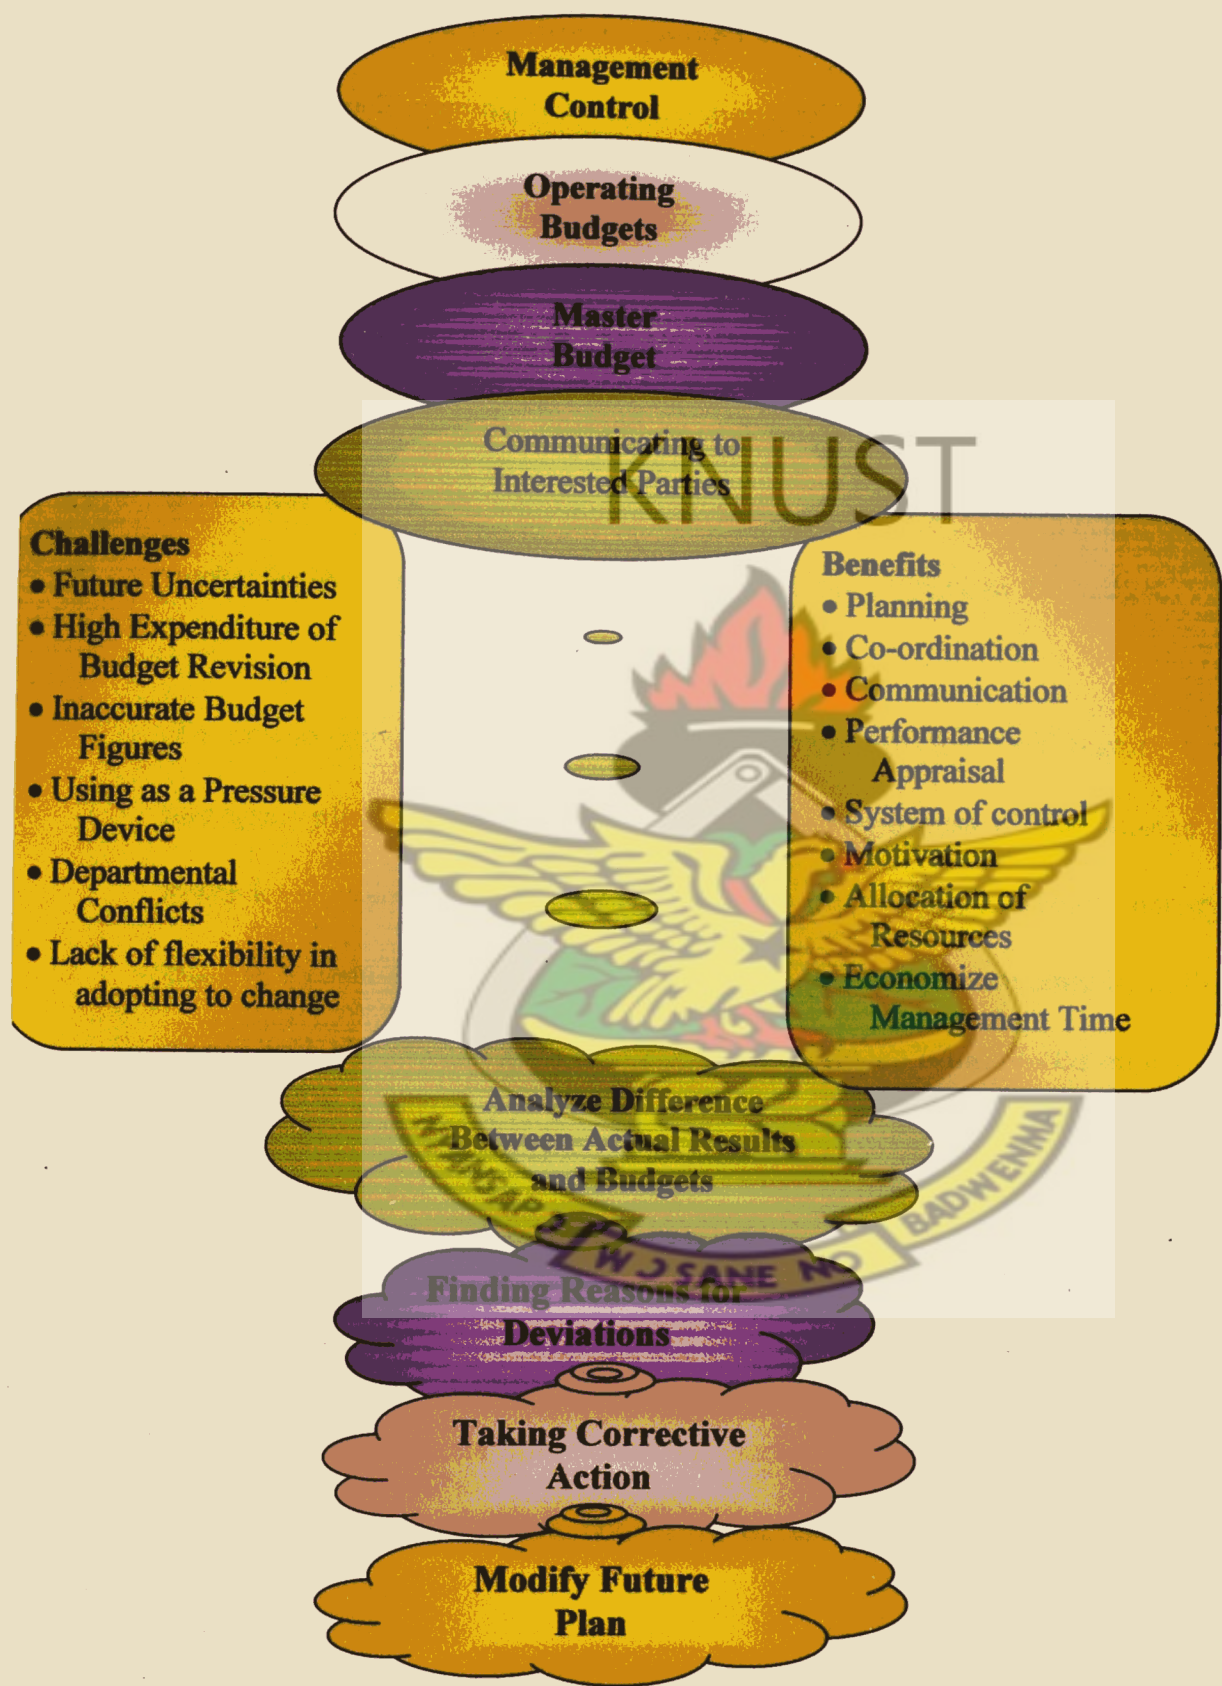 Management
Control
Operating
Budgets
Master
Budget
Communicating to
Interested Parties
KNUST
Challenges
• Future Uncertainties
• High Expenditure of
Budget Revision
• Inaccurate Budget
Figures
• Using as a Pressure
Device
• Departmental
Conflicts
• Lack of flexibility in
adopting to change
Benefits
• Planning
• Co-ordination
• Communication
• Performance
Appraisal
• System of control
• Motivation
• Allocation of
Resources
• Economize
Management Time
Analyze Difference
Between Actual Results
and Budgets
BADWENMA
W Ɔ SANE NO
Finding Reasons for
Deviations
Taking Corrective
Action
Modify Future
Plan